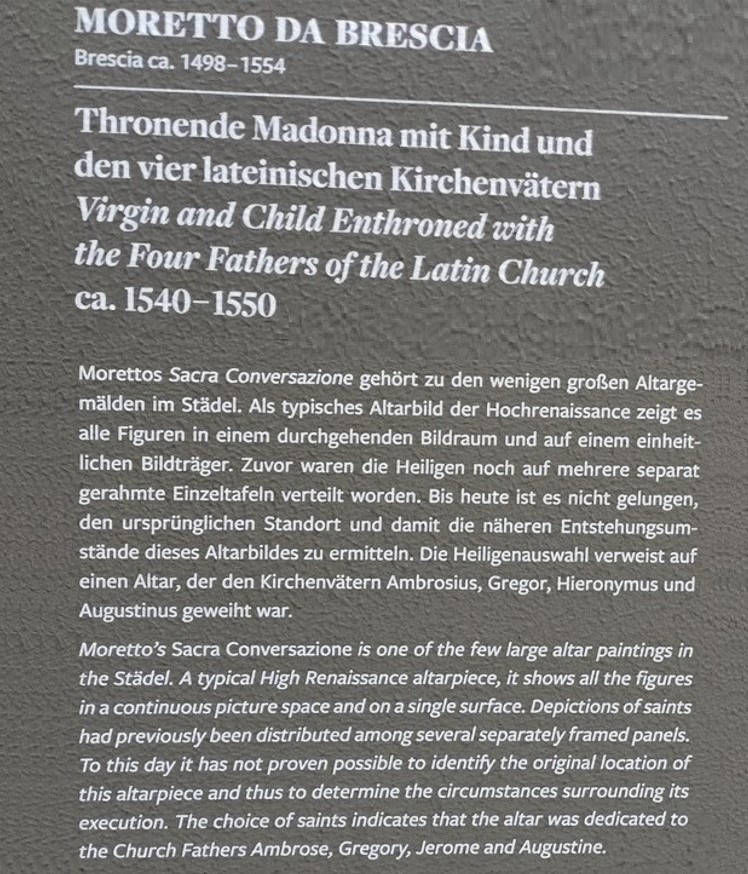 MORETTO DA BRESCIA
Brescia ca. 1498–1554
Thronende Madonna mit Kind und
den vier lateinischen Kirchenvätern
Virgin and Child Enthroned with
the Four Fathers of the Latin Church
ca. 1540–1550
Morettos Sacra Conversazione gehört zu den wenigen großen Altarge-
mälden im Städel. Als typisches Altarbild der Hochrenaissance zeigt es
alle Figuren in einem durchgehenden Bildraum und auf einem einheit-
lichen Bildträger. Zuvor waren die Heiligen noch auf mehrere separat
gerahmte Einzeltafeln verteilt worden. Bis heute ist es nicht gelungen,
den ursprünglichen Standort und damit die näheren Entstehungsum-
stände dieses Altarbildes zu ermitteln. Die Heiligenauswahl verweist auf
einen Altar, der den Kirchenvätern Ambrosius, Gregor, Hieronymus und
Augustinus geweiht war.
Moretto's Sacra Conversazione is one of the few large altar paintings in
the Städel. A typical High Renaissance altarpiece, it shows all the figures
in a continuous picture space and on a single surface. Depictions of saints
had previously been distributed among several separately framed panels.
To this day it has not proven possible to identify the original location of
this altarpiece and thus to determine the circumstances surrounding its
execution. The choice of saints indicates that the altar was dedicated to
the Church Fathers Ambrose, Gregory, Jerome and Augustine.